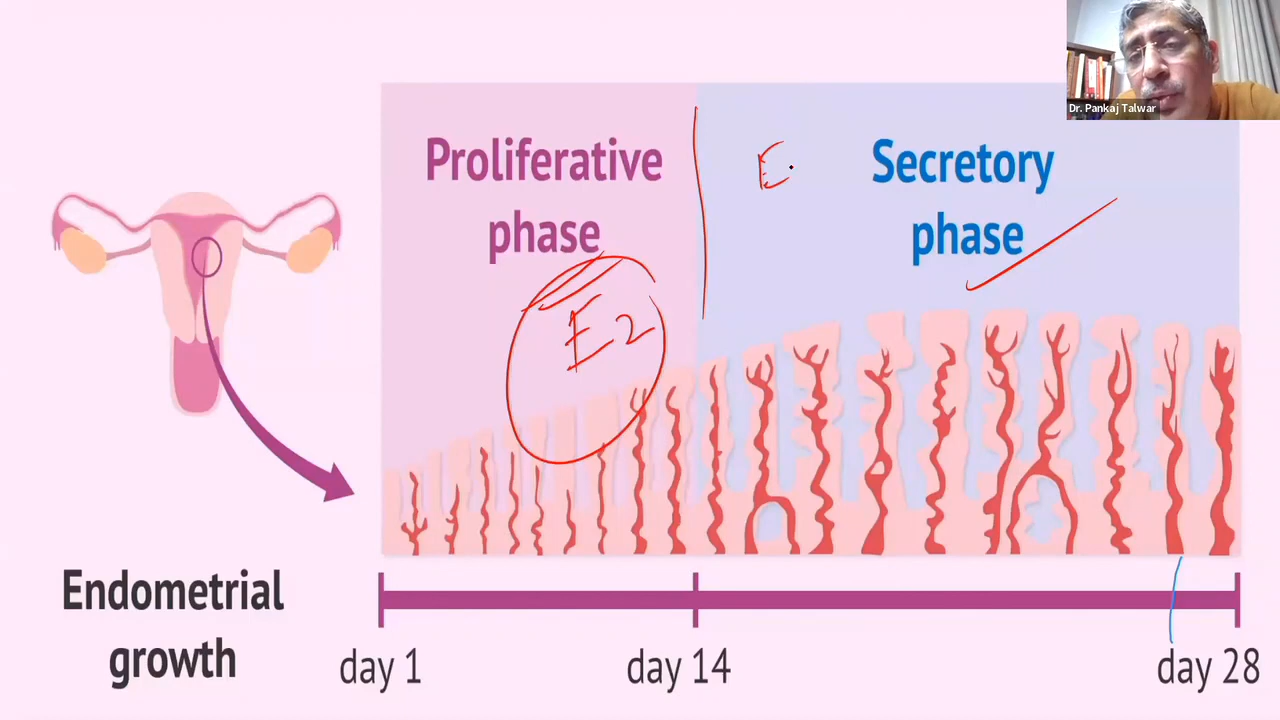 Dr. Pankaj Talwar
Proliferative
phase
Secretory
phase
E
E2
Endometrial
growth
day 1
day 14
day 28